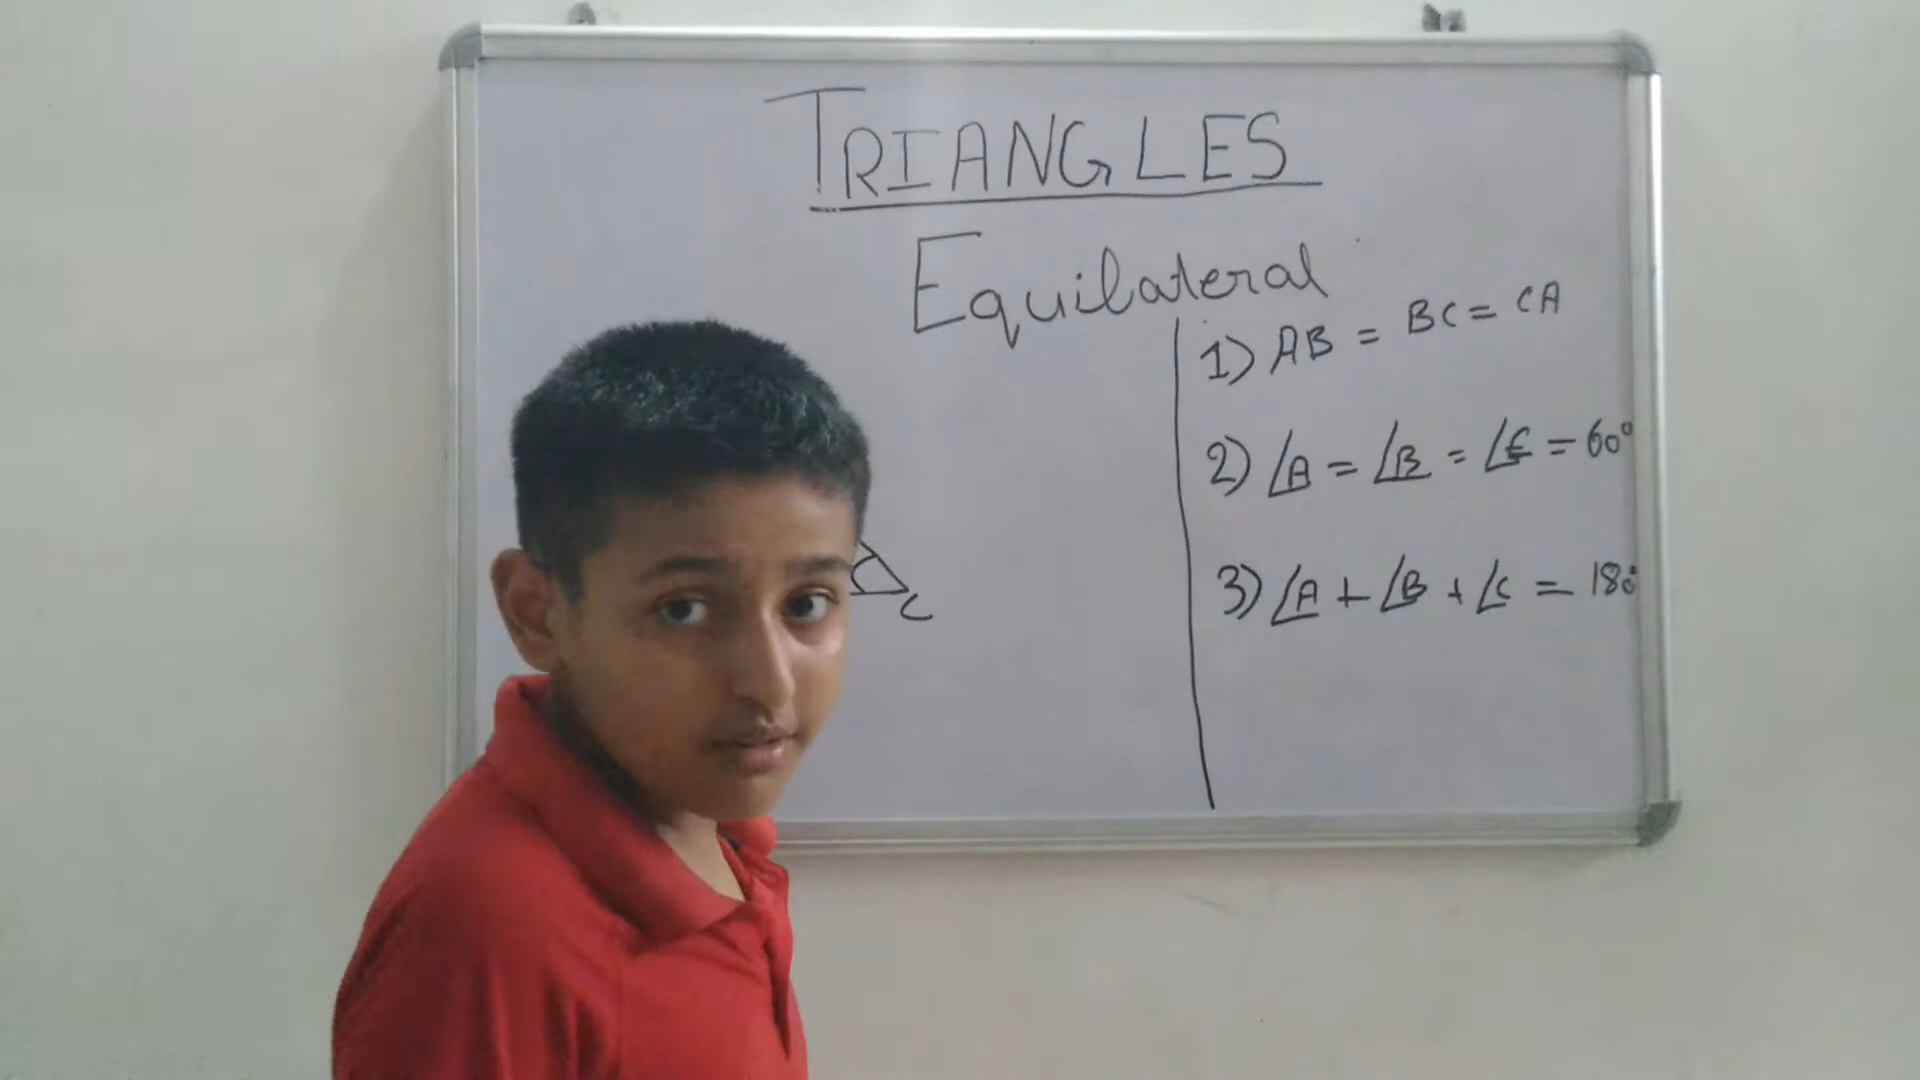 TRIANGLES
Equilateral
1) AB = BC = CA
2) ∠A = ∠B = ∠C = 60°
3) ∠A + ∠B + ∠C = 180°
C